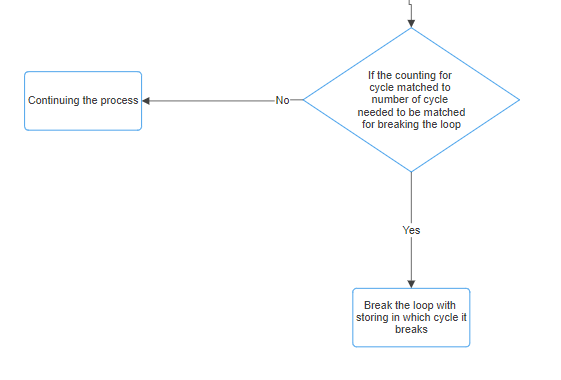 If the counting for
cycle matched to
number of cycle
needed to be matched
for breaking the loop
No
Continuing the process
Yes
Break the loop with
storing in which cycle it
breaks